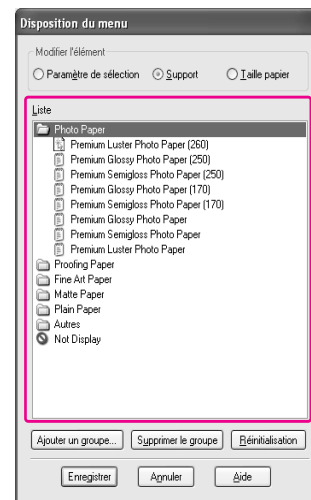 Disposition du menu
Modifier l'élément
Paramètre de sélection Support Taille papier
Liste
Photo Paper
Premium Luster Photo Paper (260)
Premium Glossy Photo Paper (250)
Premium Semigloss Photo Paper (250)
Premium Glossy Photo Paper (170)
Premium Semigloss Photo Paper (170)
Premium Glossy Photo Paper
Premium Semigloss Photo Paper
Premium Luster Photo Paper
Proofing Paper
Fine Art Paper
Matte Paper
Plain Paper
Autres
Not Display
Ajouter un groupe... Supprimer le groupe Réinitialisation
Enregistrer Annuler Aide